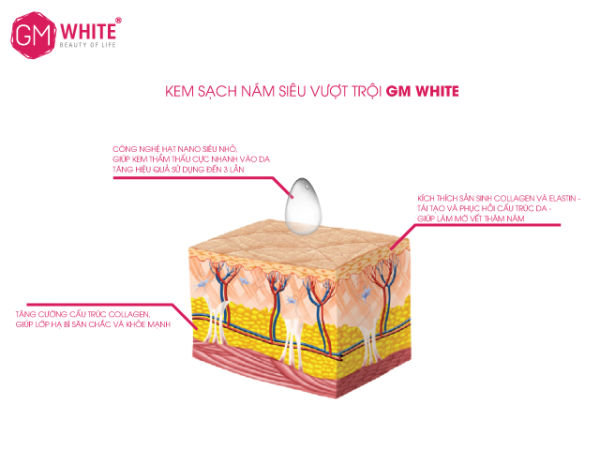 GM WHITE®
BEAUTY OF LIFE
KEM SẠCH NÁM SIÊU VƯỢT TRỘI GM WHITE
CÔNG NGHỆ HẠT NANO SIÊU NHỎ,
GIÚP KEM THẨM THẤU CỰC NHANH VÀO DA
TĂNG HIỆU QUẢ SỬ DỤNG ĐẾN 3 LẦN
KÍCH THÍCH SẢN SINH COLLAGEN VÀ ELASTIN -
TÁI TẠO VÀ PHỤC HỒI CẤU TRÚC DA -
GIÚP LÀM MỜ VẾT THÂM NÁM
TĂNG CƯỜNG CẤU TRÚC COLLAGEN,
GIÚP LỚP HẠ BÌ SĂN CHẮC VÀ KHỎE MẠNH